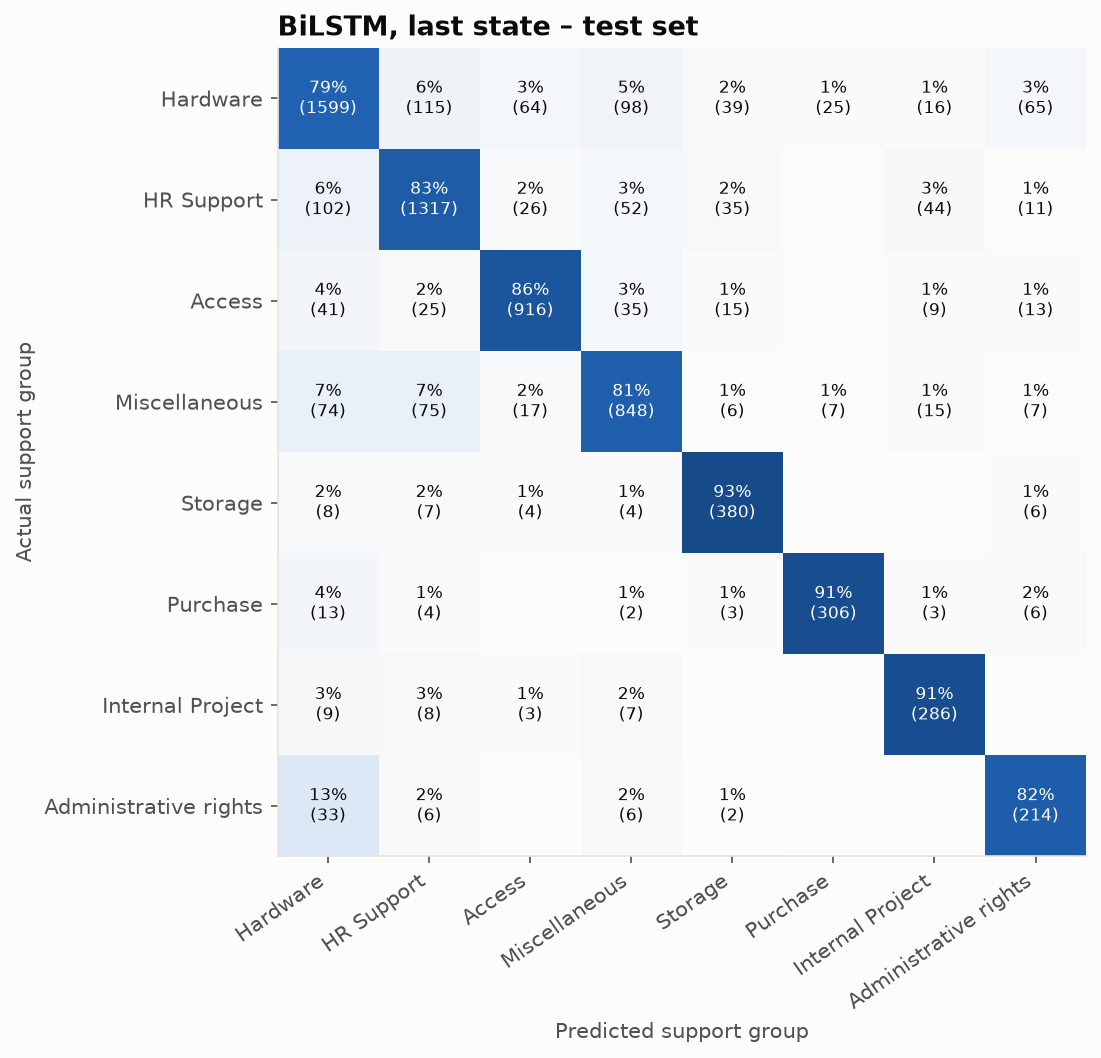 BiLSTM, last state – test set
Actual support group
Hardware
79% 6% 3% 5% 2% 1% 1% 3%
(1599) (115) (64) (98) (39) (25) (16) (65)
HR Support
6% 83% 2% 3% 2% 3% 1%
(102) (1317) (26) (52) (35) (44) (11)
Access
4% 2% 86% 3% 1% 1% 1%
(41) (25) (916) (35) (15) (9) (13)
Miscellaneous
7% 7% 2% 81% 1% 1% 1% 1%
(74) (75) (17) (848) (6) (7) (15) (7)
Storage
2% 2% 1% 1% 93% 1%
(8) (7) (4) (4) (380) (6)
Purchase
4% 1% 1% 1% 91% 1% 2%
(13) (4) (2) (3) (306) (3) (6)
Internal Project
3% 3% 1% 2% 91%
(9) (8) (3) (7) (286)
Administrative rights
13% 2% 2% 1% 82%
(33) (6) (6) (2) (214)
Hardware
HR Support
Access
Miscellaneous
Storage
Purchase
Internal Project
Administrative rights
Predicted support group